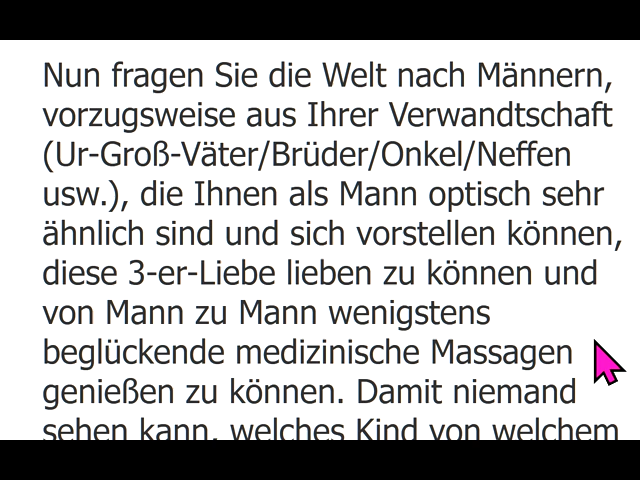 Nun fragen Sie die Welt nach Männern,
vorzugsweise aus Ihrer Verwandtschaft
(Ur-Groß-Väter/Brüder/Onkel/Neffen
usw.), die Ihnen als Mann optisch sehr
ähnlich sind und sich vorstellen können,
diese 3-er-Liebe lieben zu können und
von Mann zu Mann wenigstens
beglückende medizinische Massagen
genießen zu können. Damit niemand
sehen kann, welches Kind von welchem